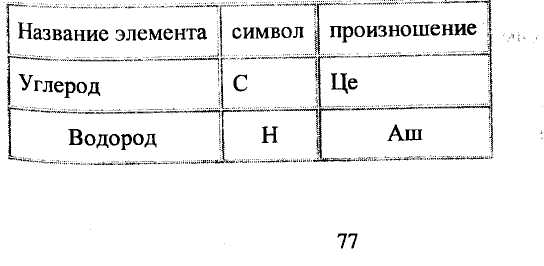 Название элемента символ произношение
Углерод С Це
Водород Н Аш
77